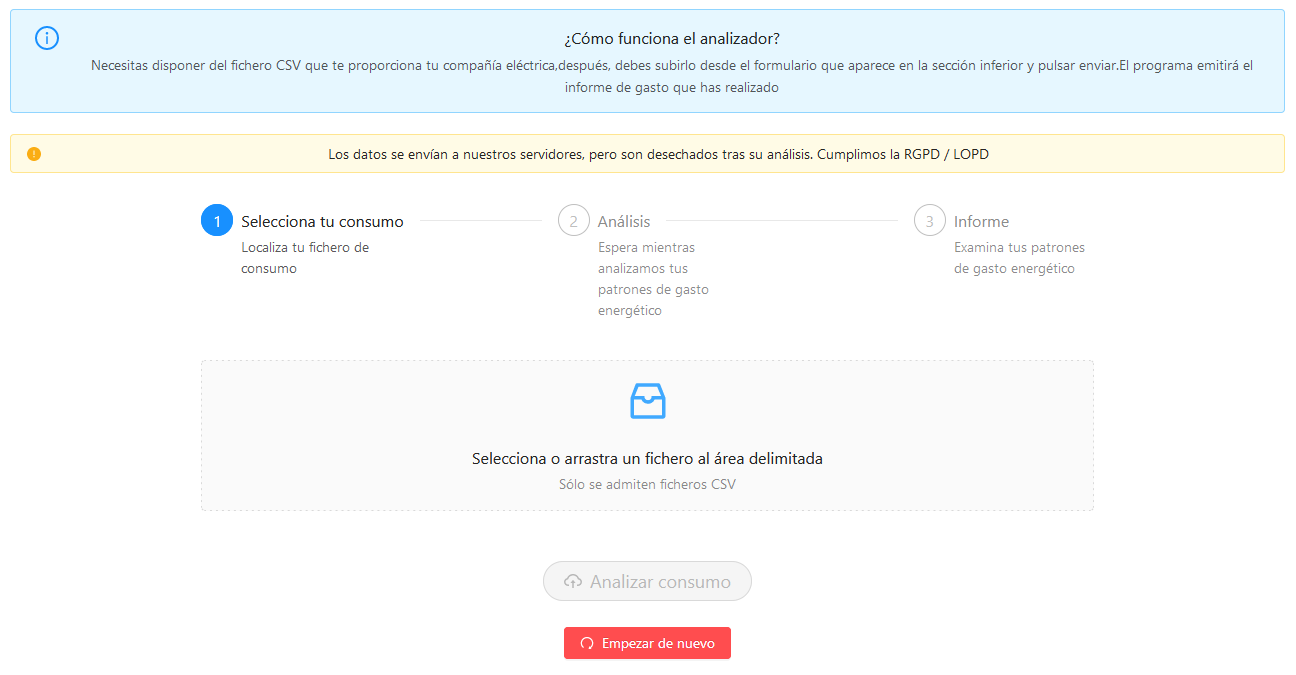 ¿Cómo funciona el analizador?
Necesitas disponer del fichero CSV que te proporciona tu compañía eléctrica,después, debes subirlo desde el formulario que aparece en la sección inferior y pulsar enviar.El programa emitirá el
informe de gasto que has realizado
Los datos se envían a nuestros servidores, pero son desechados tras su análisis. Cumplimos la RGPD / LOPD
1 Selecciona tu consumo
Localiza tu fichero de
consumo
2 Análisis
Espera mientras
analizamos tus
patrones de gasto
energético
3 Informe
Examina tus patrones
de gasto energético
Selecciona o arrastra un fichero al área delimitada
Sólo se admiten ficheros CSV
Analizar consumo
Empezar de nuevo